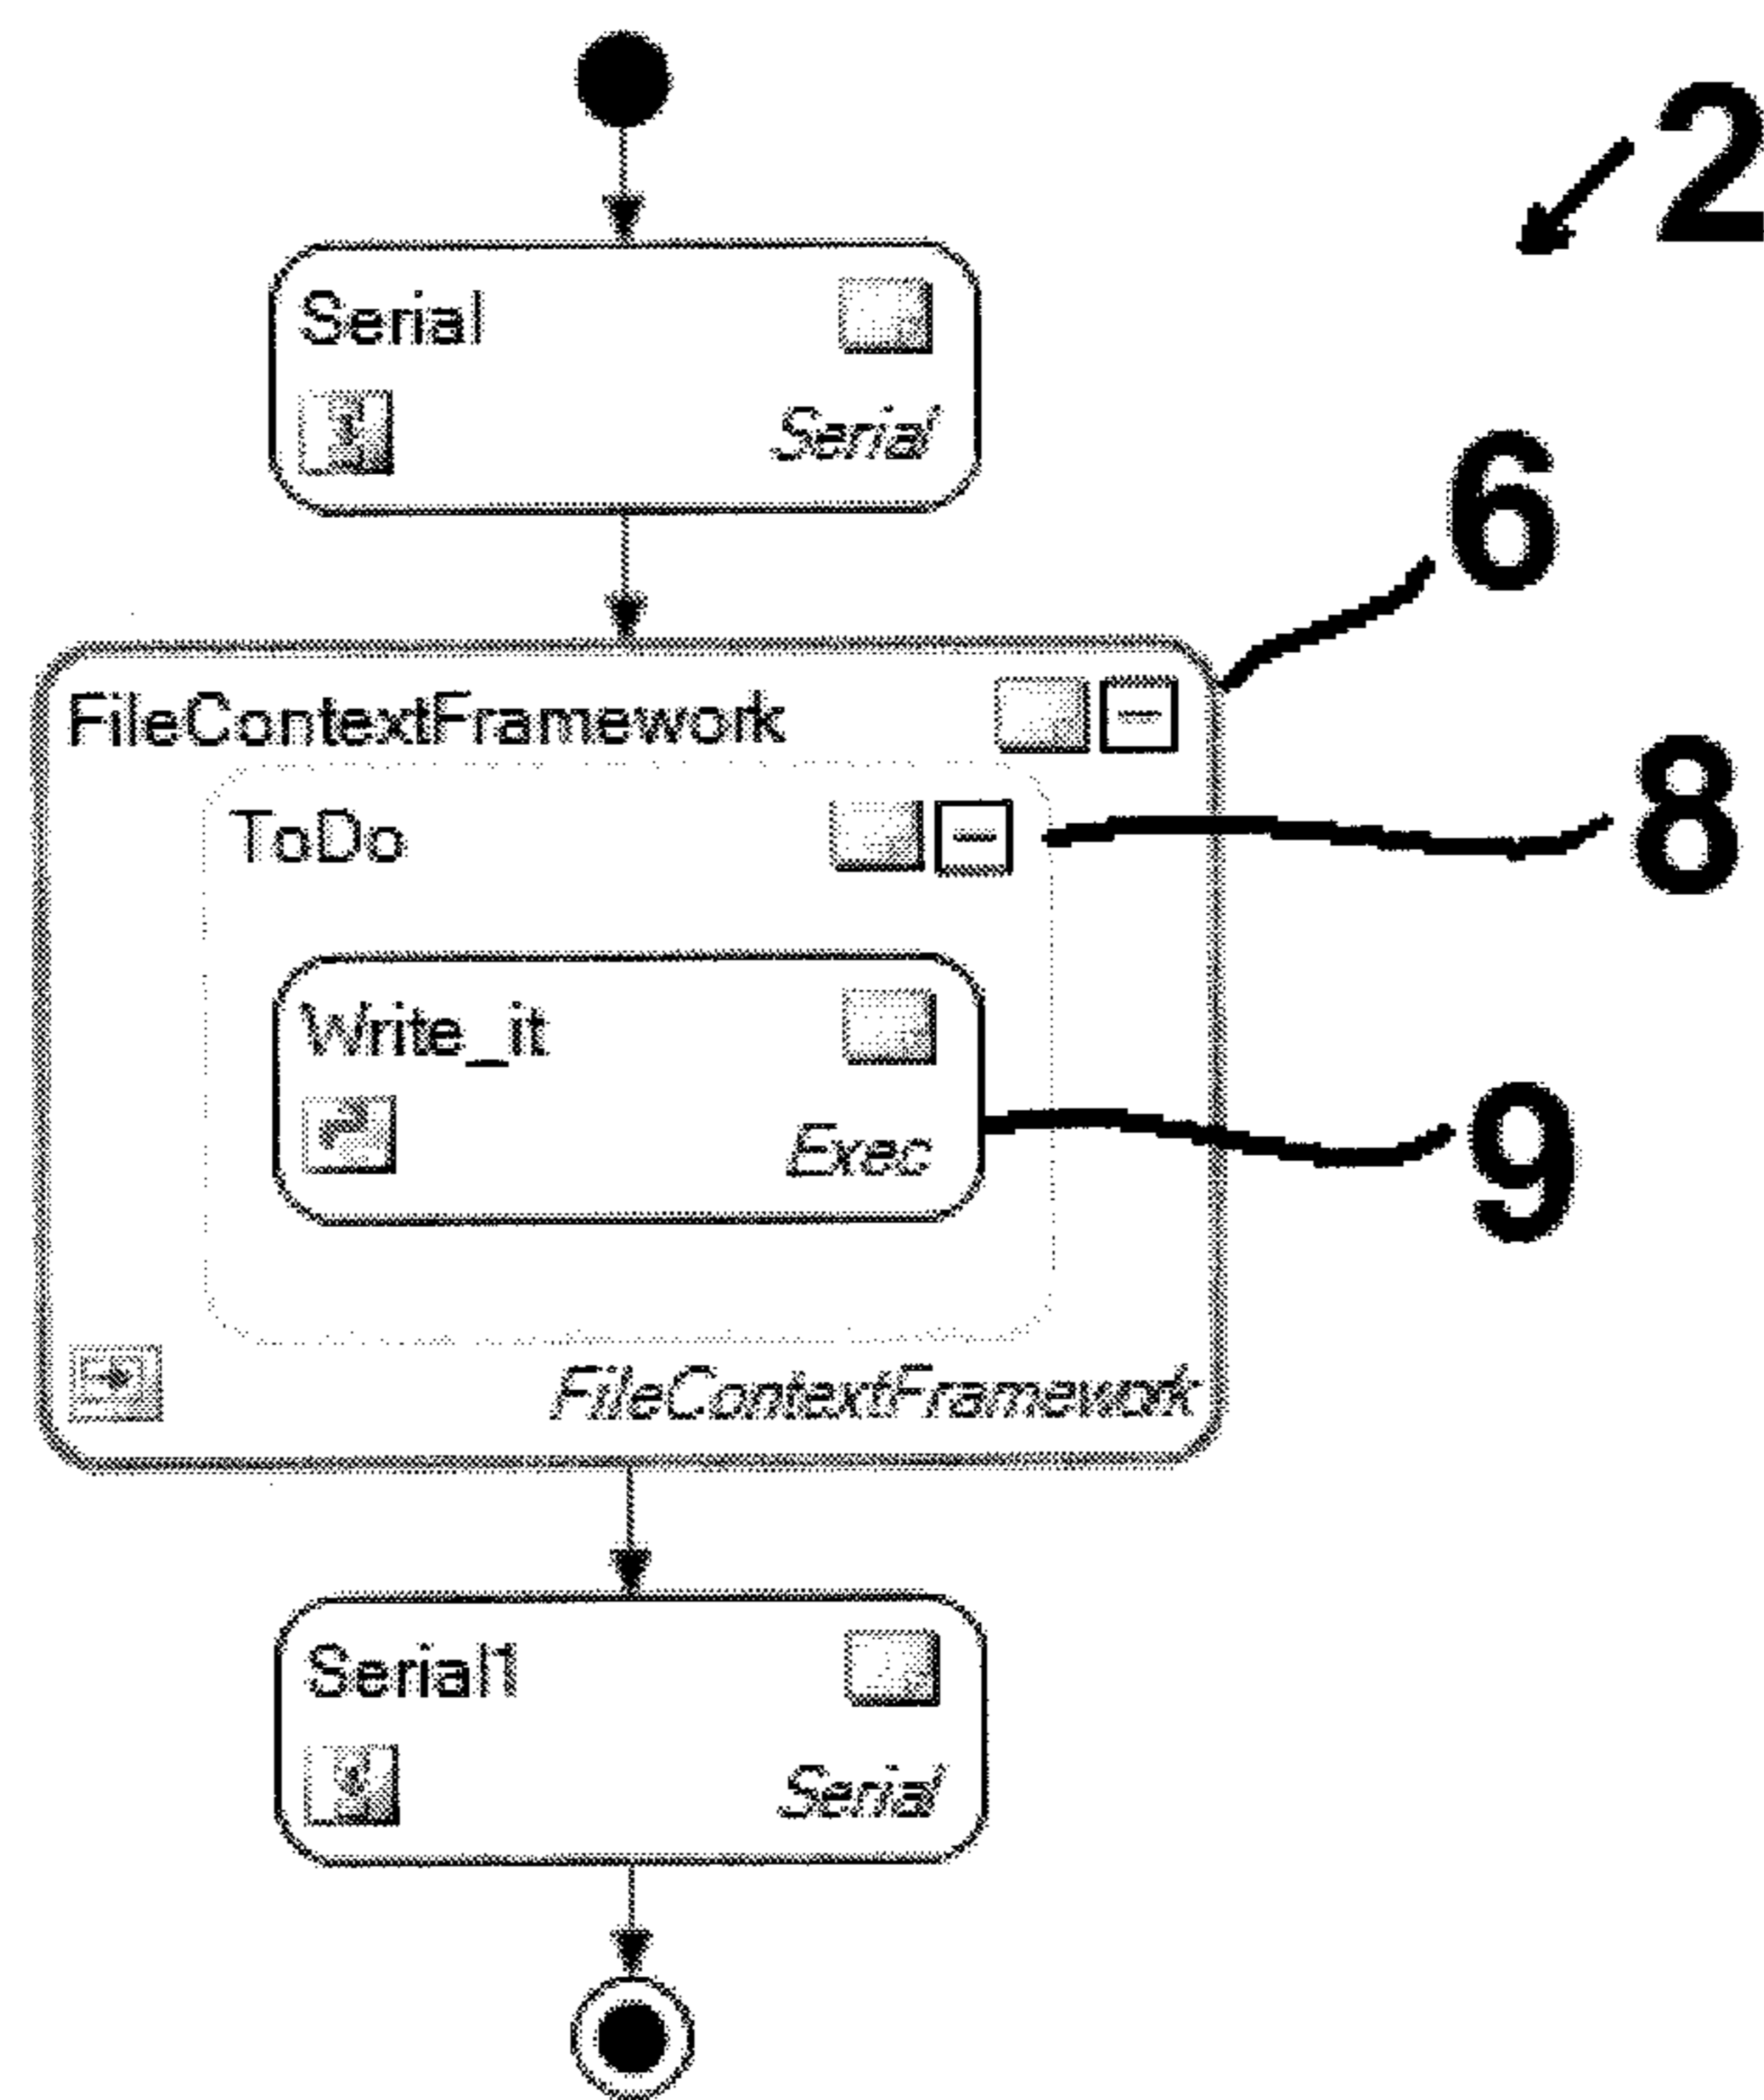 2
Serial
Serial
6
FileContextFramework
ToDo
8
Write_it
Exec
9
FileContextFramework
Serial1
Serial